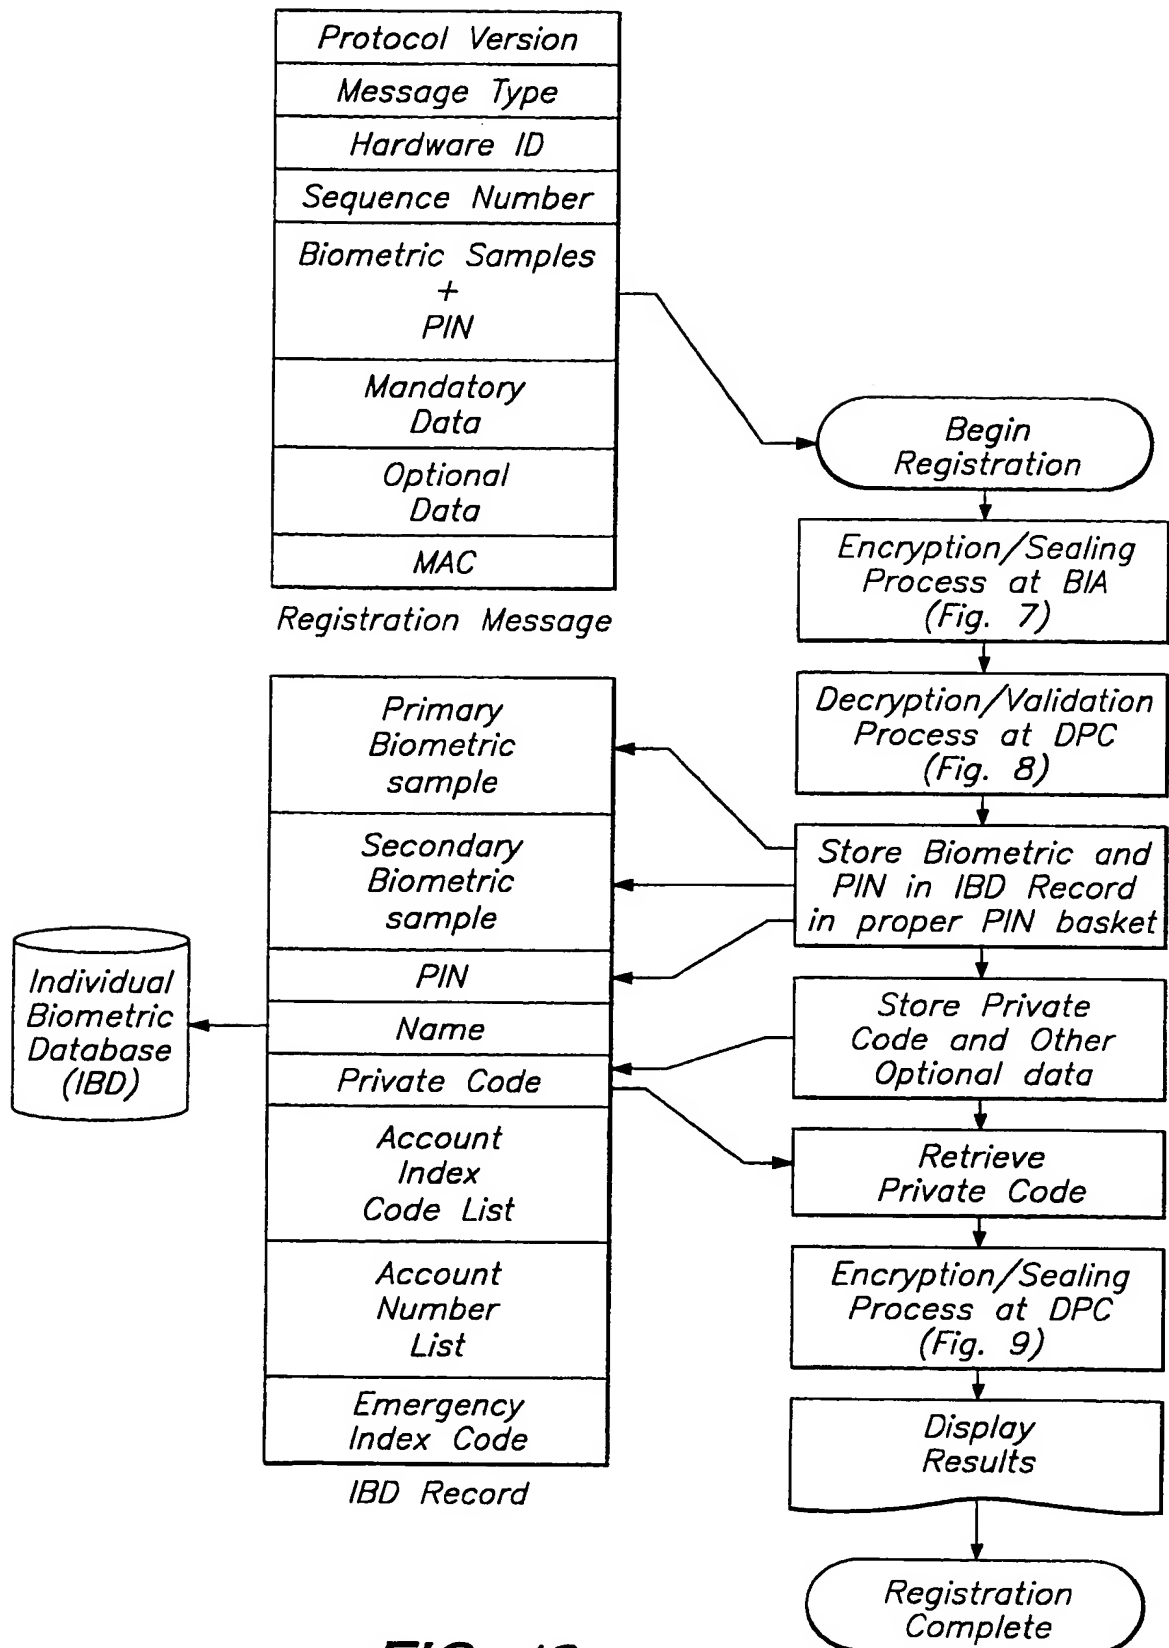 Protocol Version
Message Type
Hardware ID
Sequence Number
Biometric Samples
+
PIN
Mandatory
Data
Optional
Data
MAC
Registration Message
Primary
Biometric
sample
Secondary
Biometric
sample
PIN
Name
Private Code
Account
Index
Code List
Account
Number
List
Emergency
Index Code
IBD Record
Individual
Biometric
Database
(IBD)
Begin
Registration
Encryption/Sealing
Process at BIA
(Fig. 7)
Decryption/Validation
Process at DPC
(Fig. 8)
Store Biometric and
PIN in IBD Record
in proper PIN basket
Store Private
Code and Other
Optional data
Retrieve
Private Code
Encryption/Sealing
Process at DPC
(Fig. 9)
Display
Results
Registration
Complete